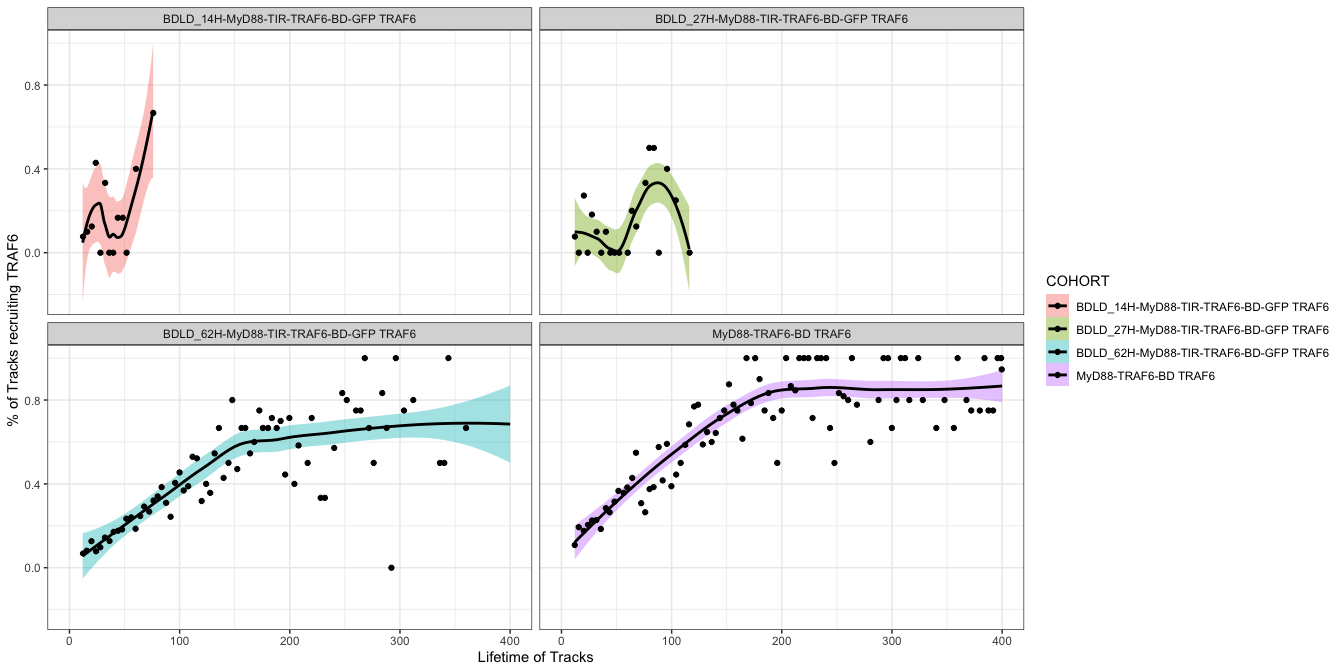 BDLD_14H-MyD88-TIR-TRAF6-BD-GFP TRAF6
BDLD_27H-MyD88-TIR-TRAF6-BD-GFP TRAF6
0.8
0.4
0.0
BDLD_62H-MyD88-TIR-TRAF6-BD-GFP TRAF6
MyD88-TRAF6-BD TRAF6
0.8
0.4
0.0
0
100
200
300
400
0
100
200
300
400
Lifetime of Tracks
% of Tracks recruiting TRAF6
COHORT
BDLD_14H-MyD88-TIR-TRAF6-BD-GFP TRAF6
BDLD_27H-MyD88-TIR-TRAF6-BD-GFP TRAF6
BDLD_62H-MyD88-TIR-TRAF6-BD-GFP TRAF6
MyD88-TRAF6-BD TRAF6